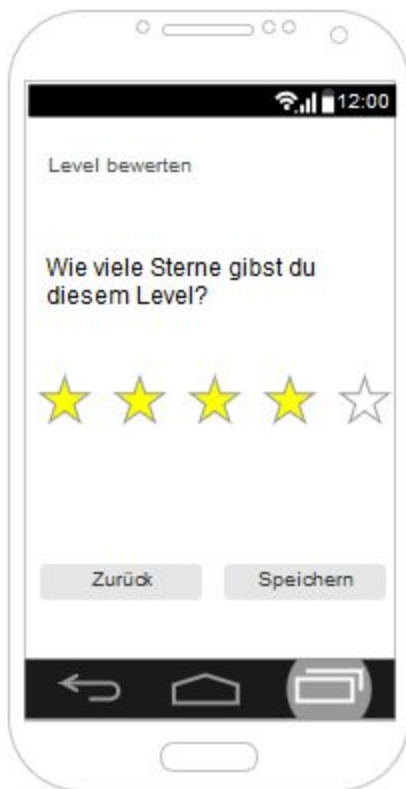 12:00
Level bewerten
Wie viele Sterne gibst du
diesem Level?
Zurück
Speichern